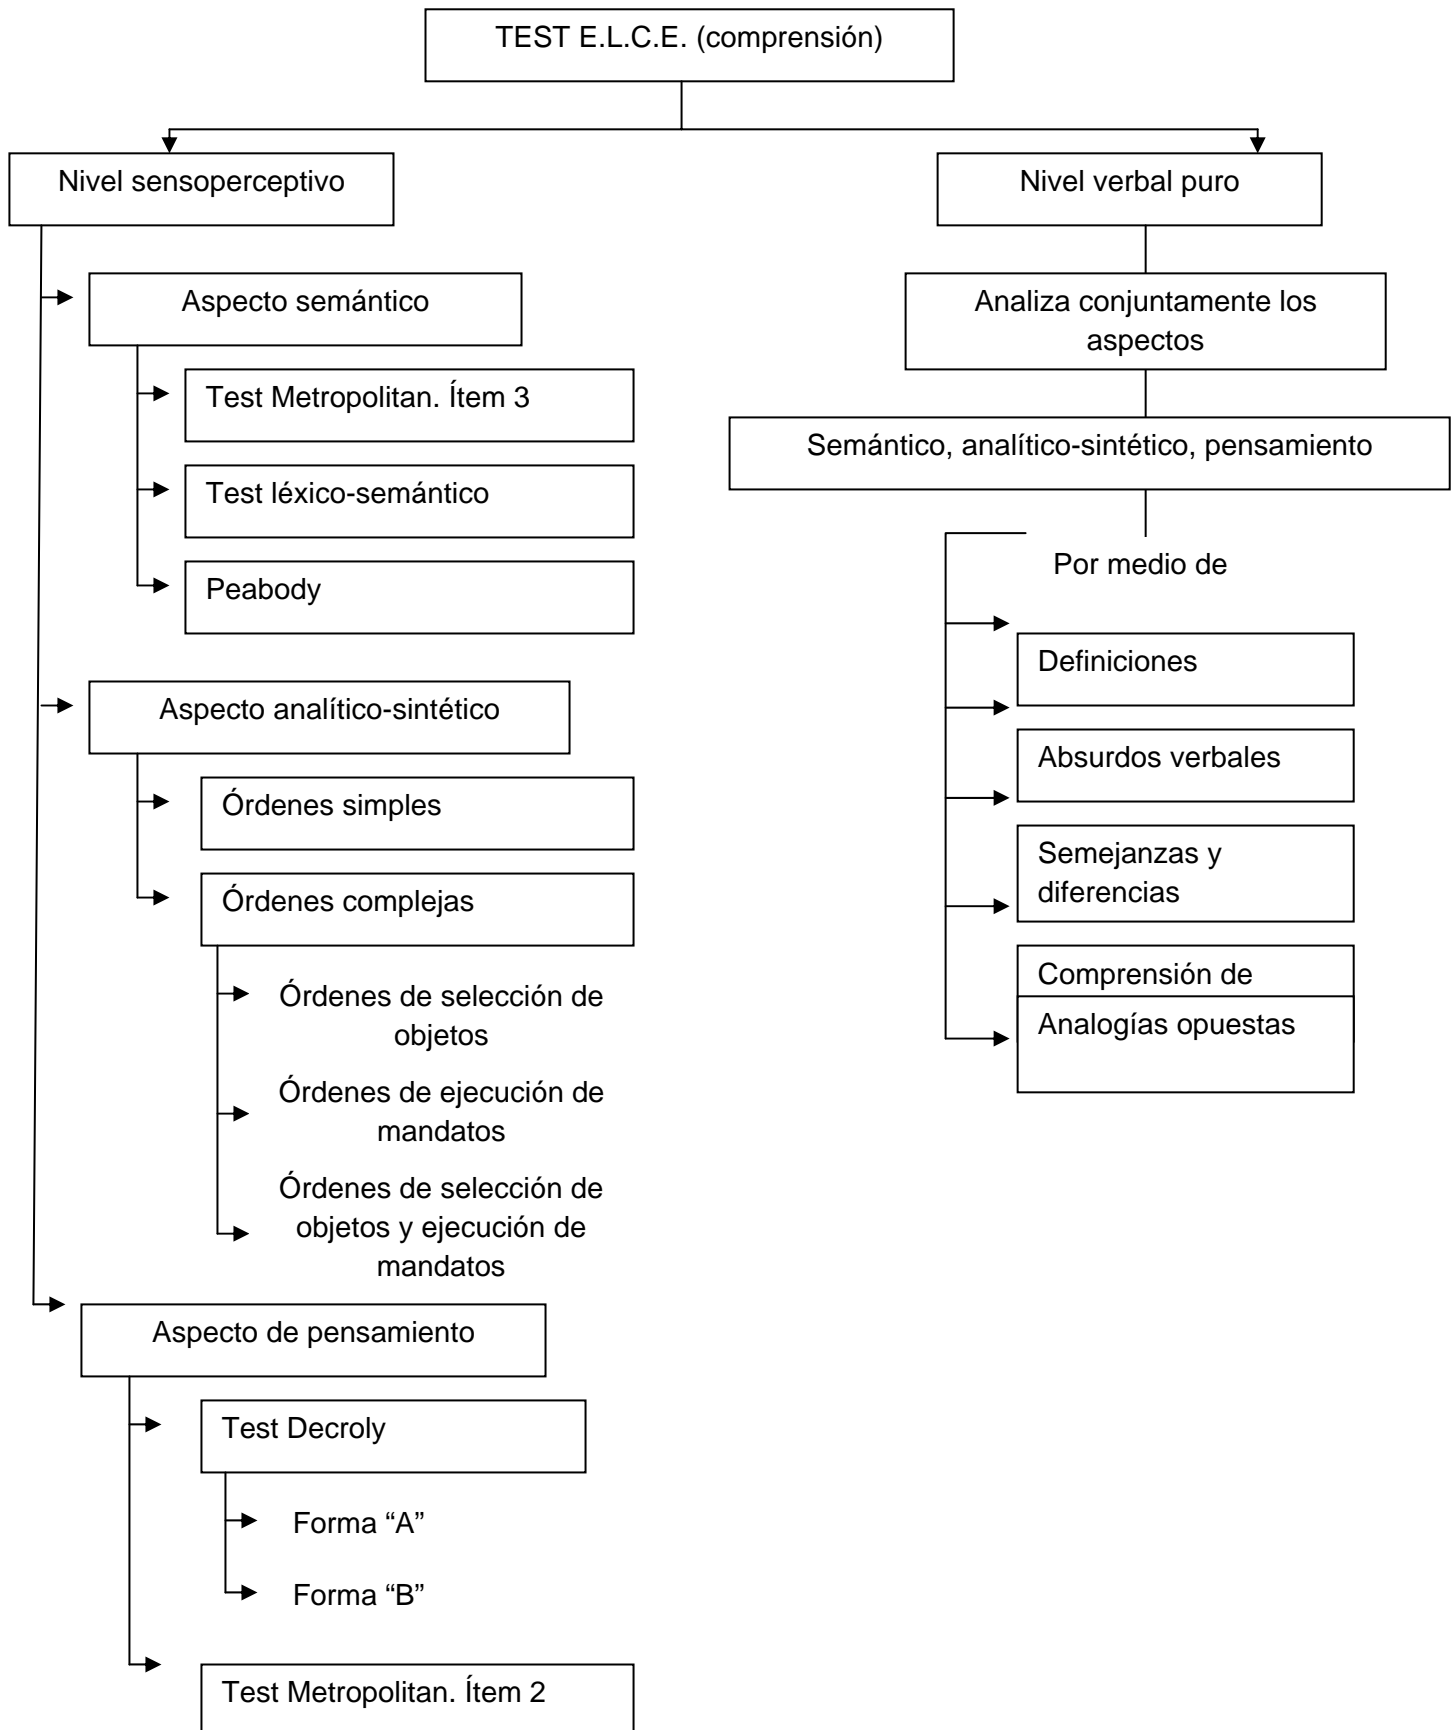 TEST E.L.C.E. (comprensión)
Nivel sensoperceptivo
Aspecto semántico
Test Metropolitan. Ítem 3
Test léxico-semántico
Peabody
Aspecto analítico-sintético
Órdenes simples
Órdenes complejas
Órdenes de selección de
objetos
Órdenes de ejecución de
mandatos
Órdenes de selección de
objetos y ejecución de
mandatos
Aspecto de pensamiento
Test Decroly
Forma “A”
Forma “B”
Test Metropolitan. Ítem 2
Nivel verbal puro
Analiza conjuntamente los
aspectos
Semántico, analítico-sintético, pensamiento
Por medio de
Definiciones
Absurdos verbales
Semejanzas y
diferencias
Comprensión de
Analogías opuestas